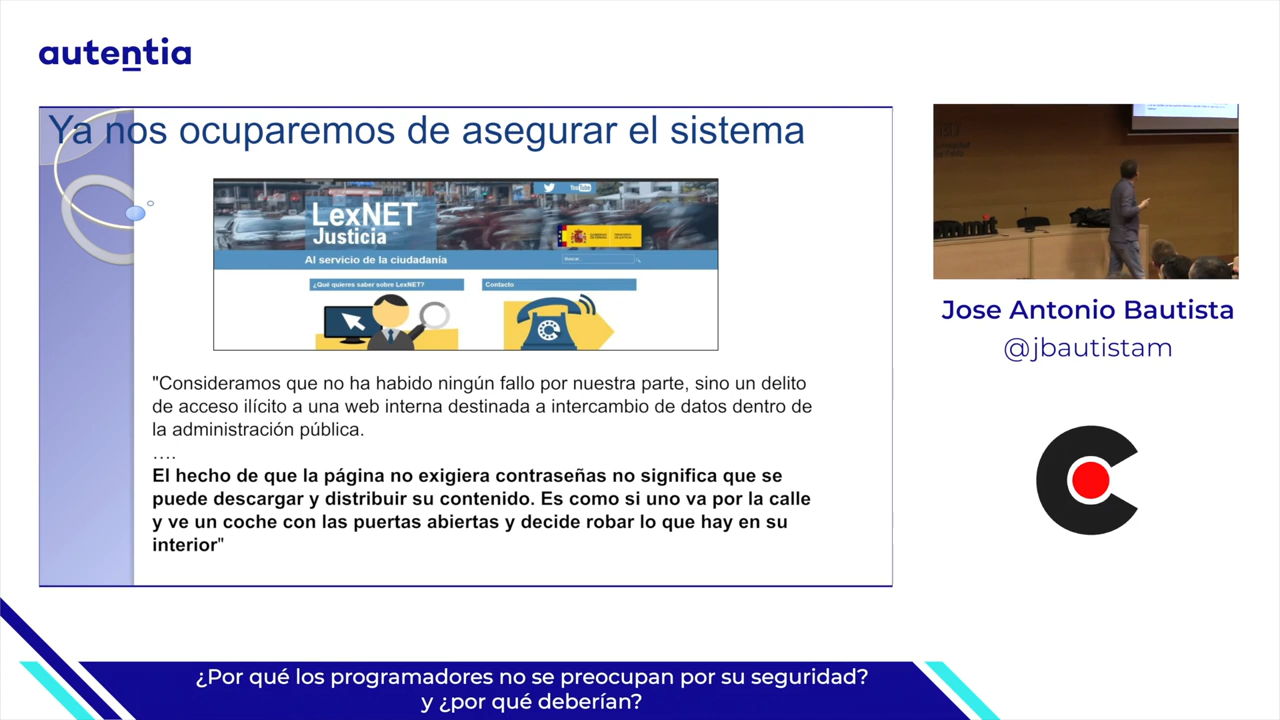 autentia
Ya nos ocuparemos de asegurar el sistema
YouTube
LexNET
Justicia
Al servicio de la ciudadanía
Buscar...
¿Qué quieres saber sobre LexNET?
Contacto
"Consideramos que no ha habido ningún fallo por nuestra parte, sino un delito
de acceso ilícito a una web interna destinada a intercambio de datos dentro de
la administración pública.
....
El hecho de que la página no exigiera contraseñas no significa que se
puede descargar y distribuir su contenido. Es como si uno va por la calle
y ve un coche con las puertas abiertas y decide robar lo que hay en su
interior"
Jose Antonio Bautista
@jbautistam
¿Por qué los programadores no se preocupan por su seguridad?
y ¿por qué deberían?